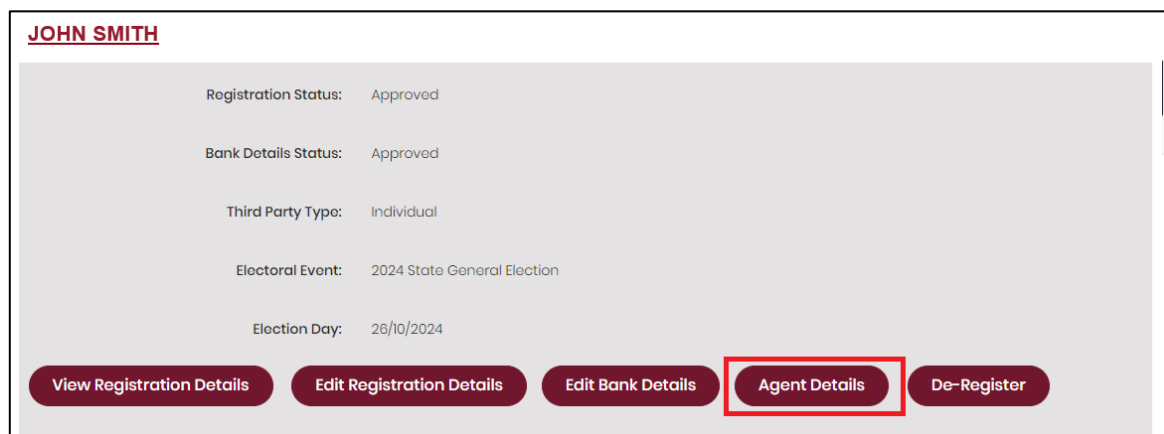 JOHN SMITH
Registration Status: Approved
Bank Details Status: Approved
Third Party Type: Individual
Electoral Event: 2024 State General Election
Election Day: 26/10/2024
View Registration Details Edit Registration Details Edit Bank Details Agent Details De-Register